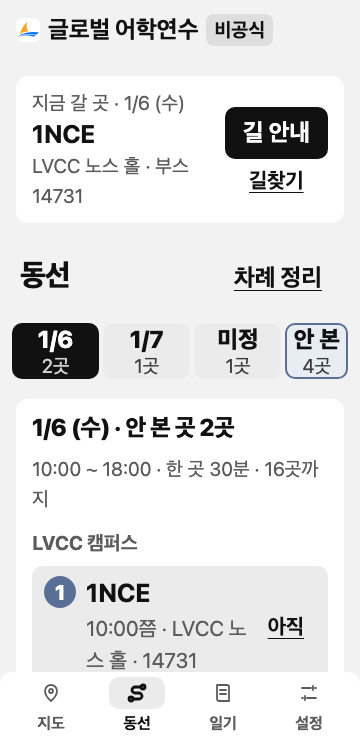 글로벌 어학연수 비공식
지금 갈 곳 · 1/6 (수)
1NCE
LVCC 노스 홀 · 부스
14731
길 안내
길찾기
동선
차례 정리
1/6
2곳
1/7
1곳
미정
1곳
안 본
4곳
1/6 (수) · 안 본 곳 2곳
10:00 ~ 18:00 · 한 곳 30분 · 16곳까
지
LVCC 캠퍼스
1
1NCE
10:00쯤 · LVCC 노
스 홀 · 14731
아직
지도
동선
일기
설정